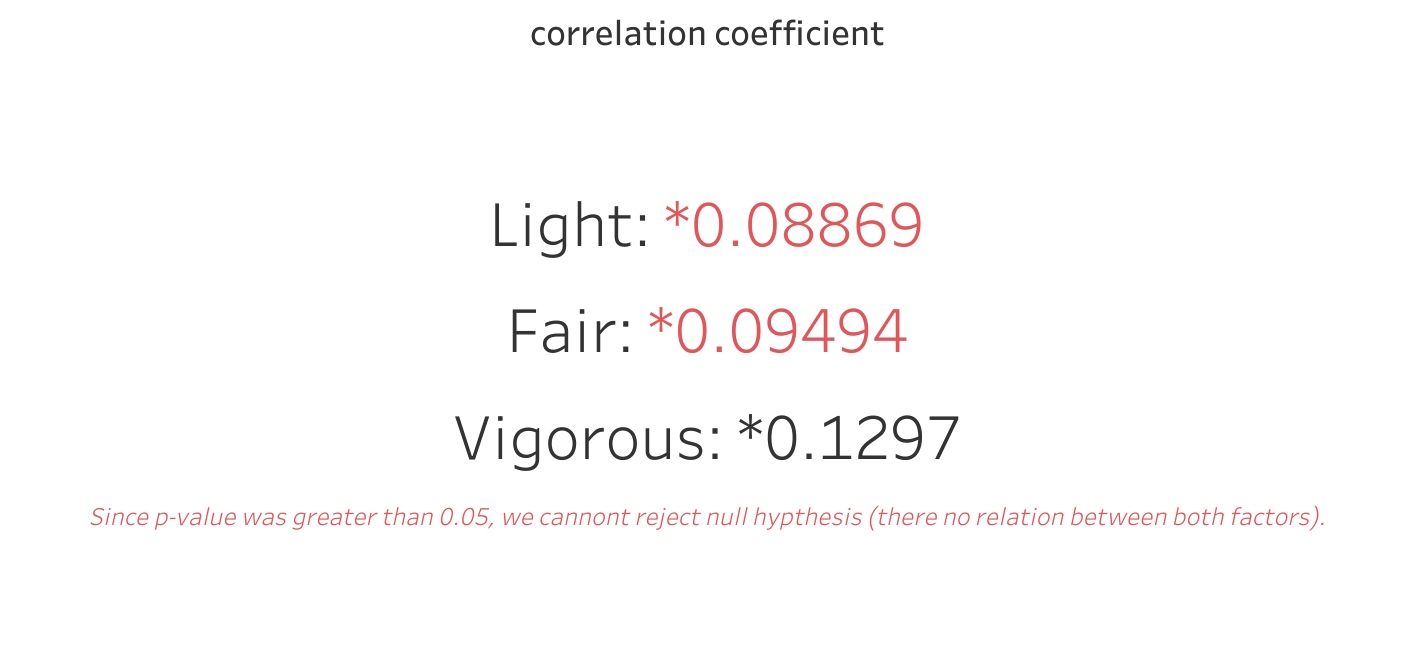 correlation coefficient
Light: *0.08869
Fair: *0.09494
Vigorous: *0.1297
Since p-value was greater than 0.05, we cannont reject null hypthesis (there no relation between both factors).